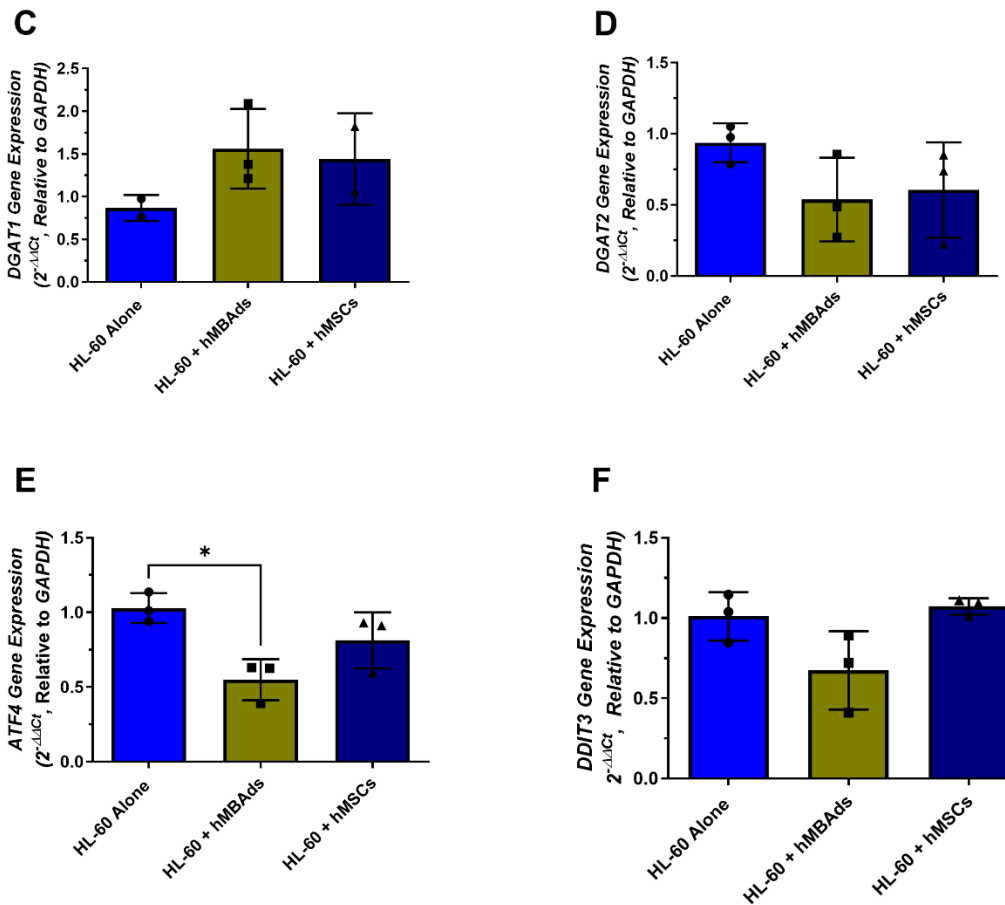 C
DGAT1 Gene Expression
(2-ΔΔCt, Relative to GAPDH)
2.5
2.0
1.5
1.0
0.5
0.0
HL-60 Alone
HL-60 + hMBAds
HL-60 + hMSCs
D
DGAT2 Gene Expression
(2-ΔΔCt, Relative to GAPDH)
1.5
1.0
0.5
0.0
HL-60 Alone
HL-60 + hMBAds
HL-60 + hMSCs
E
ATF4 Gene Expression
(2-ΔΔCt, Relative to GAPDH)
1.5
1.0
0.5
0.0
*
HL-60 Alone
HL-60 + hMBAds
HL-60 + hMSCs
F
DDIT3 Gene Expression
2-ΔΔCt, Relative to GAPDH)
1.5
1.0
0.5
0.0
HL-60 Alone
HL-60 + hMBAds
HL-60 + hMSCs